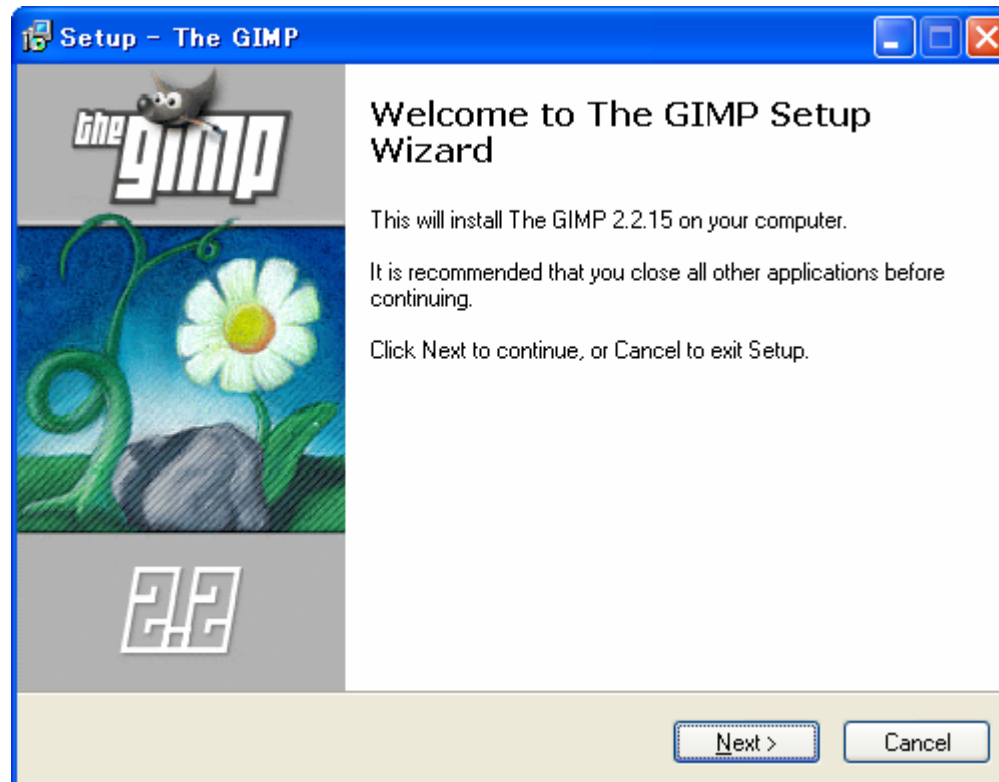 Setup - The GIMP
the
gimp
Welcome to The GIMP Setup
Wizard
This will install The GIMP 2.2.15 on your computer.
It is recommended that you close all other applications before
continuing.
Click Next to continue, or Cancel to exit Setup.
2.2
Next >
Cancel